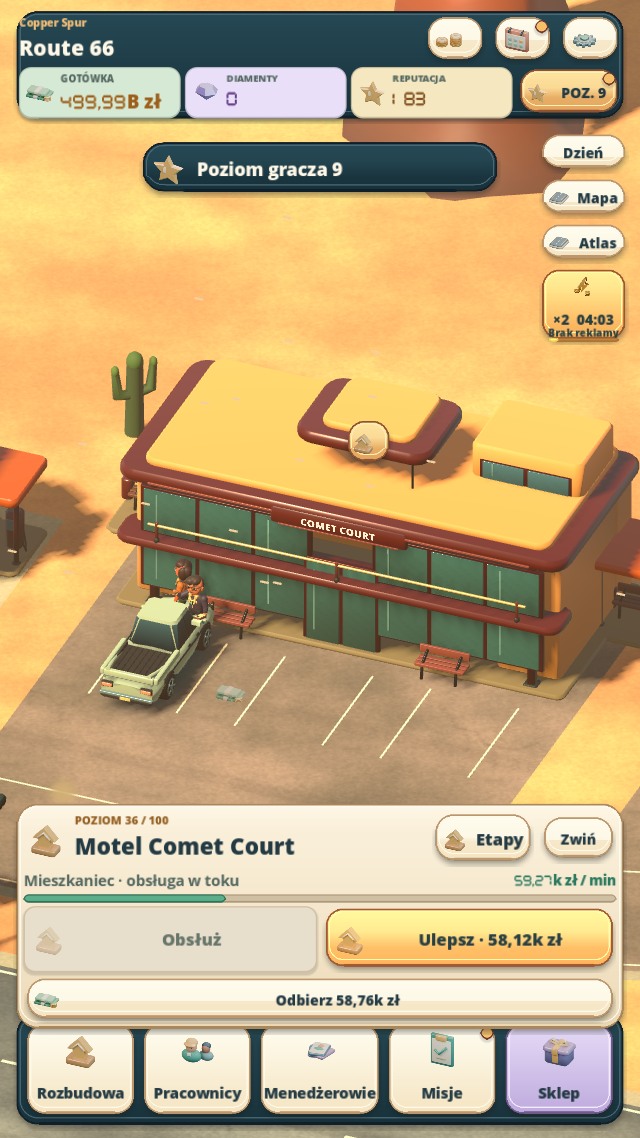 Copper Spur
Route 66
GOTÓWKA
499,99B zł
DIAMENTY
0
REPUTACJA
183
POZ. 9
Poziom gracza 9
Dzień
Mapa
Atlas
×2 04:03
Brak reklamy
COMET COURT
POZIOM 36 / 100
Motel Comet Court
Etapy
Zwiń
Mieszkaniec · obsługa w toku
59,27k zł / min
Obsłuż
Ulepsz · 58,12k zł
Odbierz 58,76k zł
Rozbudowa
Pracownicy
Menedżerowie
Misje
Sklep